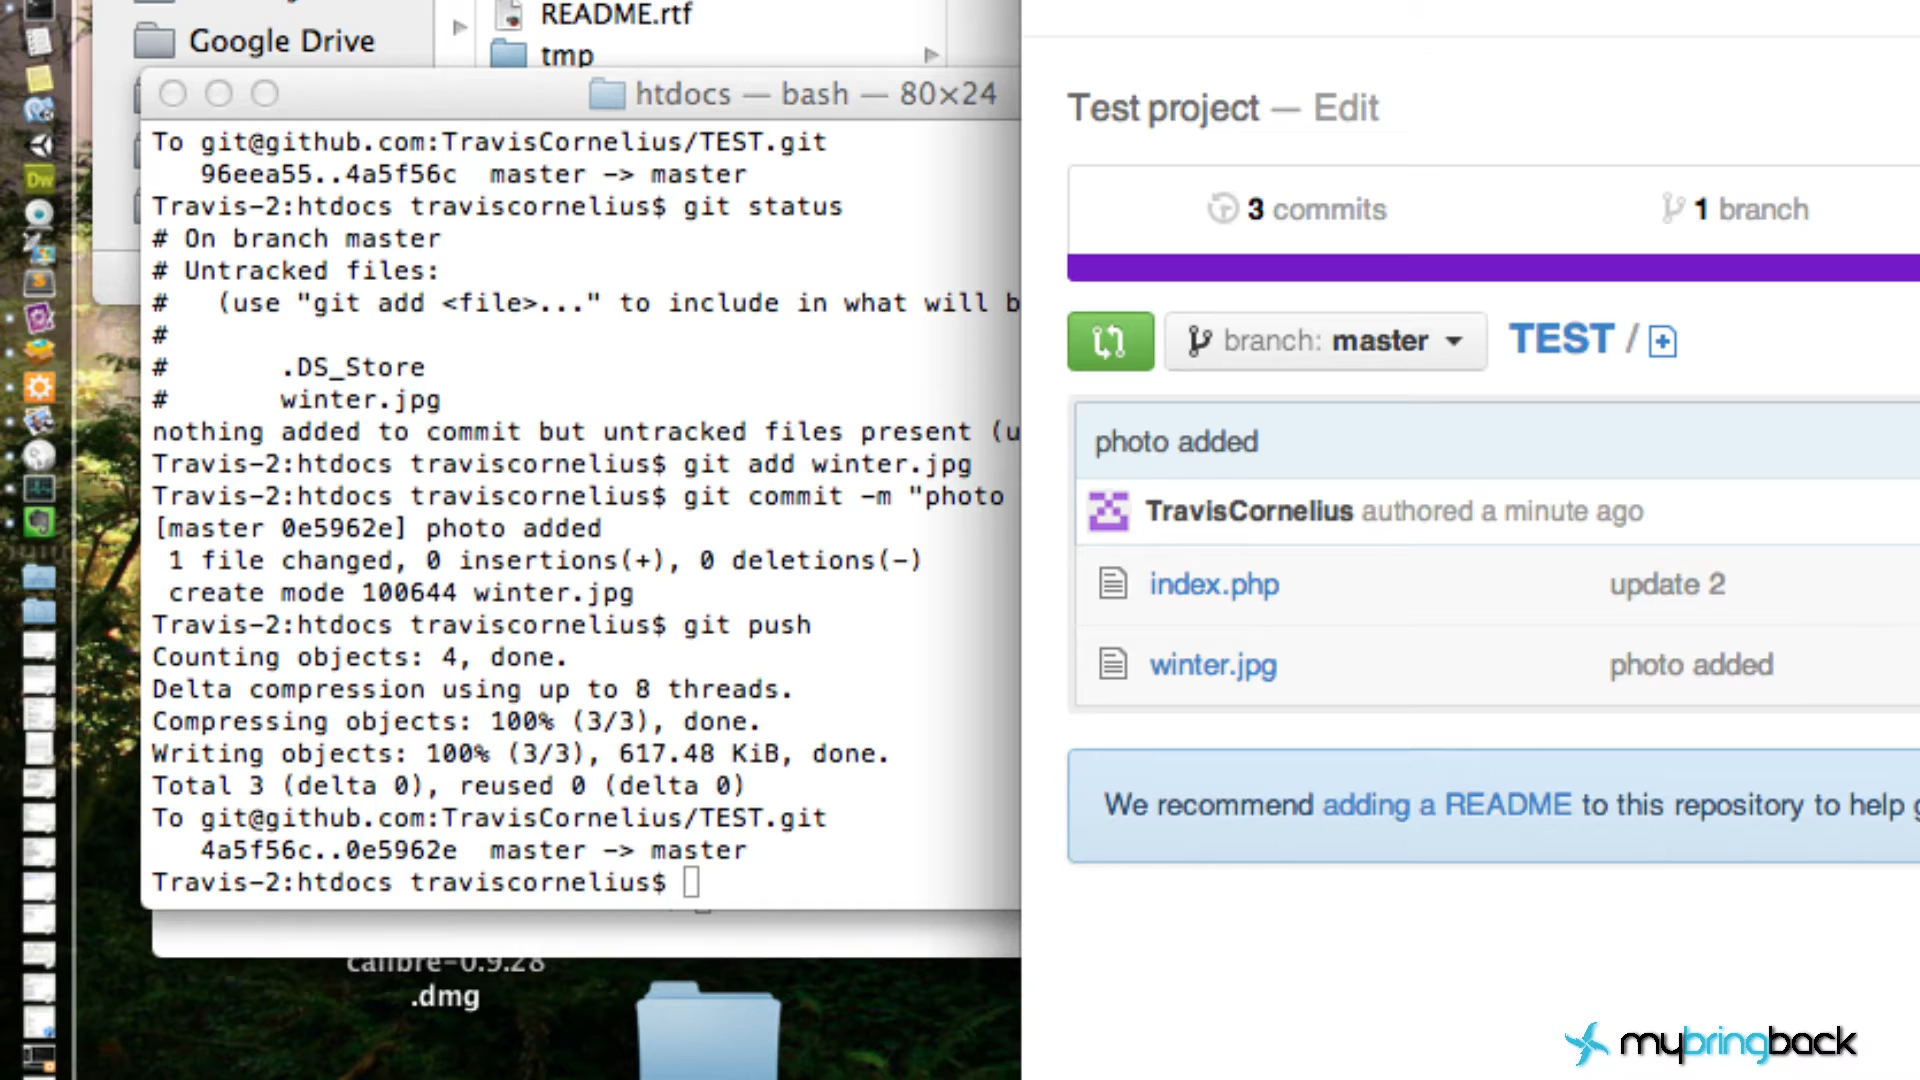 README.rtf
Google Drive
tmp
htdocs — bash — 80×24
To git@github.com:TravisCornelius/TEST.git
96eea55..4a5f56c master -> master
Travis-2:htdocs traviscornelius$ git status
# On branch master
# Untracked files:
# (use "git add <file>..." to include in what will b
#
# .DS_Store
# winter.jpg
nothing added to commit but untracked files present (u
Travis-2:htdocs traviscornelius$ git add winter.jpg
Travis-2:htdocs traviscornelius$ git commit -m "photo
[master 0e5962e] photo added
1 file changed, 0 insertions(+), 0 deletions(-)
create mode 100644 winter.jpg
Travis-2:htdocs traviscornelius$ git push
Counting objects: 4, done.
Delta compression using up to 8 threads.
Compressing objects: 100% (3/3), done.
Writing objects: 100% (3/3), 617.48 KiB, done.
Total 3 (delta 0), reused 0 (delta 0)
To git@github.com:TravisCornelius/TEST.git
4a5f56c..0e5962e master -> master
Travis-2:htdocs traviscornelius$
calibre-0.9.28
.dmg
Dw
Test project — Edit
3 commits
1 branch
branch: master
TEST /
photo added
TravisCornelius authored a minute ago
index.php update 2
winter.jpg photo added
We recommend adding a README to this repository to help g
mybringback